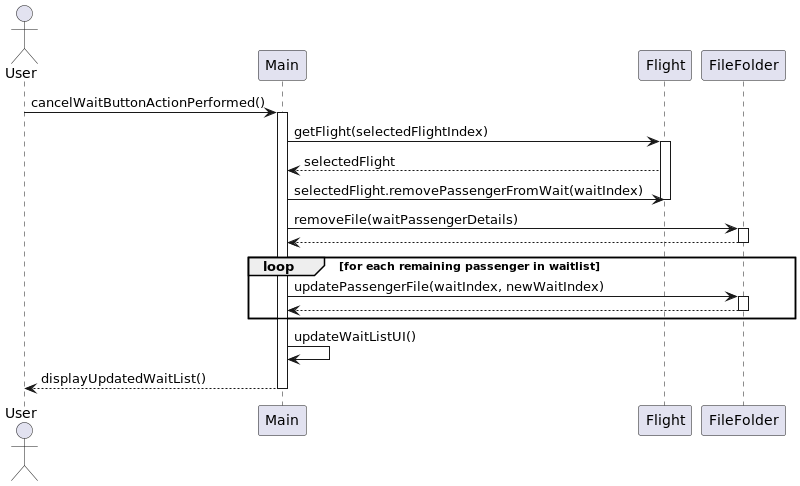 User
Main
Flight
FileFolder
cancelWaitButtonActionPerformed()
getFlight(selectedFlightIndex)
selectedFlight
selectedFlight.removePassengerFromWait(waitIndex)
removeFile(waitPassengerDetails)
loop
[for each remaining passenger in waitlist]
updatePassengerFile(waitIndex, newWaitIndex)
updateWaitListUI()
displayUpdatedWaitList()
User
Main
Flight
FileFolder